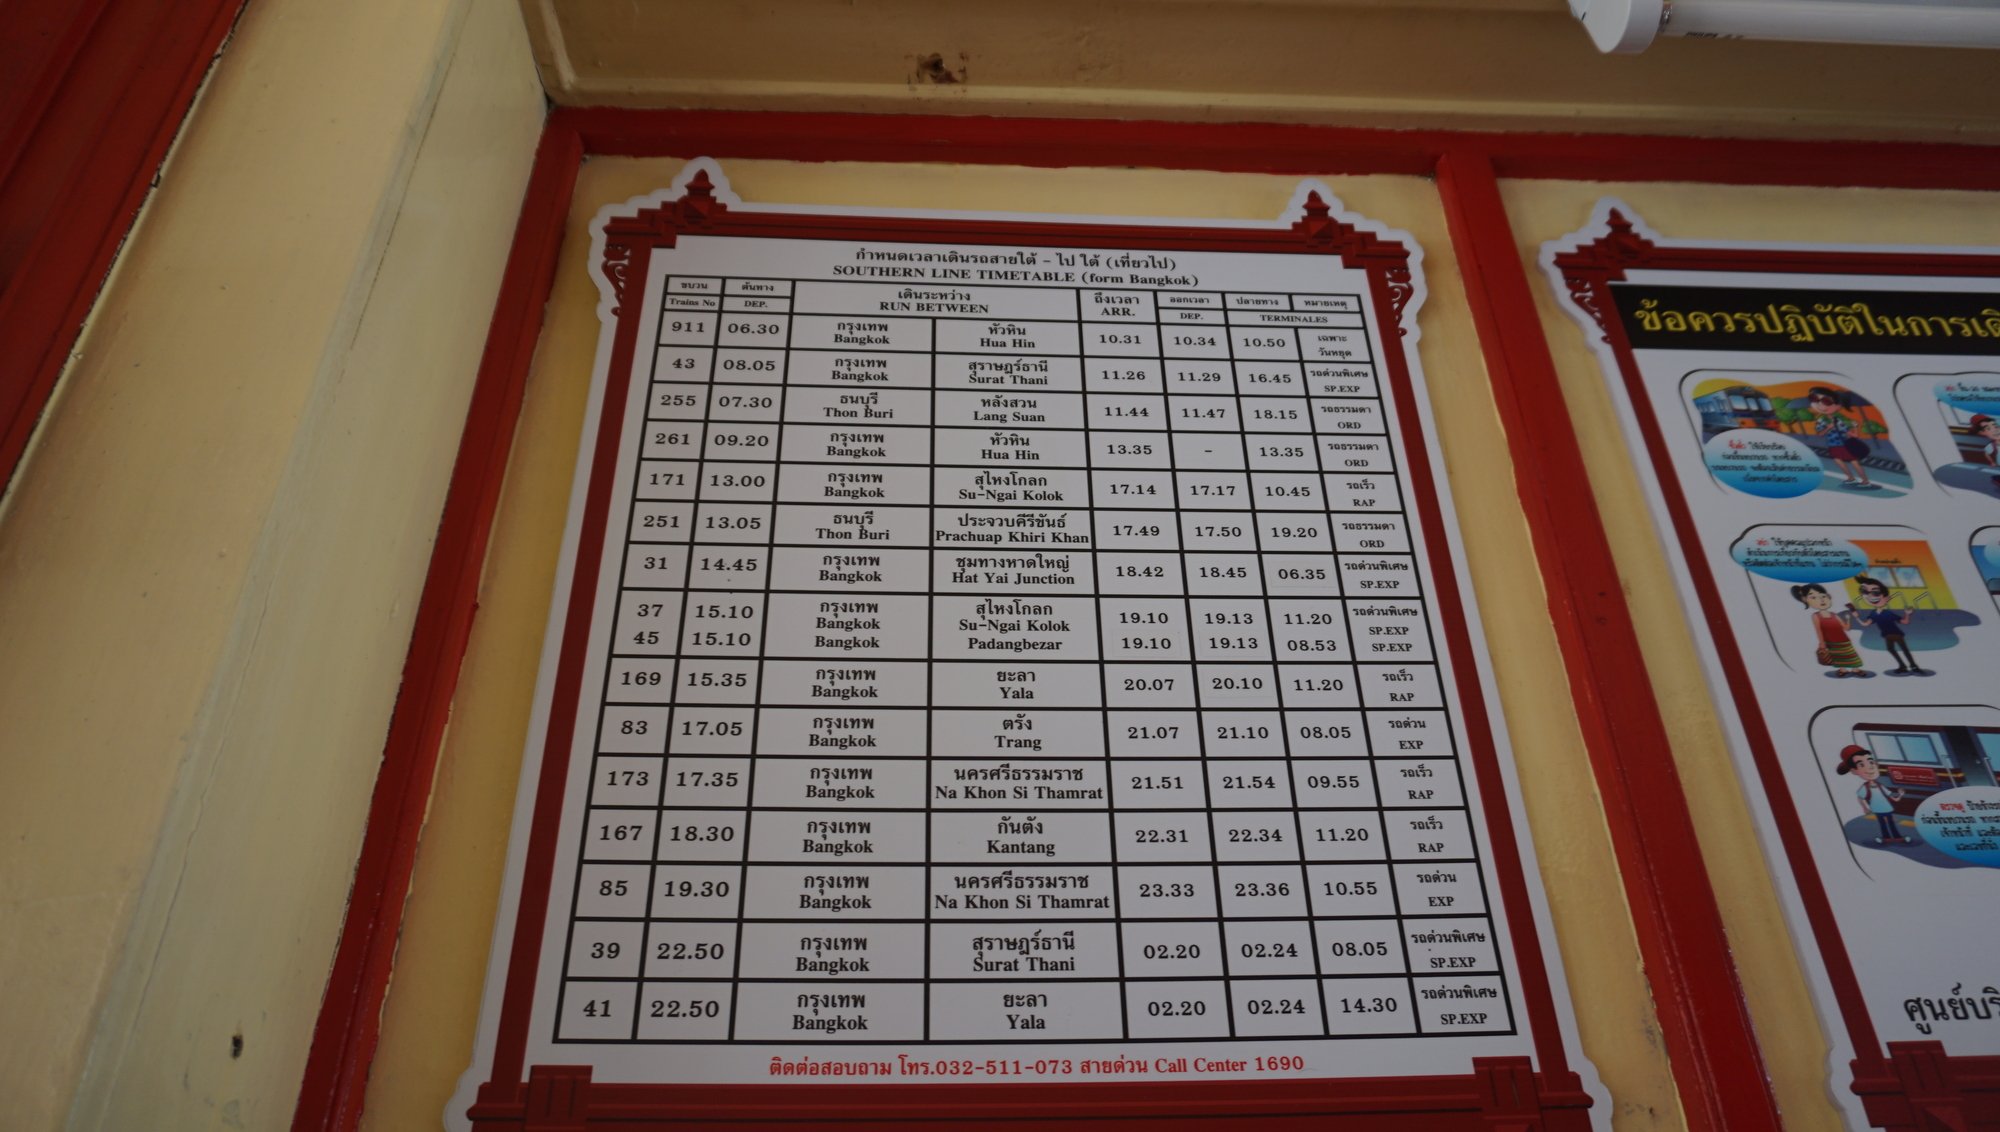 กำหนดเวลาเดินรถสายใต้ - ไป ใต้ (เที่ยวไป)
SOUTHERN LINE TIMETABLE (form Bangkok)
ขบวน ต้นทาง เดินระหว่าง ถึงเวลา ออกเวลา ปลายทาง หมายเหตุ
Trains No DEP. RUN BETWEEN ARR. DEP. TERMINALES
911 06.30 กรุงเทพ หัวหิน 10.31 10.34 10.50 เฉพาะ
Bangkok Hua Hin วันหยุด
43 08.05 กรุงเทพ สุราษฎร์ธานี 11.26 11.29 16.45 รถด่วนพิเศษ
Bangkok Surat Thani SP.EXP
255 07.30 ธนบุรี หลังสวน 11.44 11.47 18.15 รถธรรมดา
Thon Buri Lang Suan ORD
261 09.20 กรุงเทพ หัวหิน 13.35 - 13.35 รถธรรมดา
Bangkok Hua Hin ORD
171 13.00 กรุงเทพ สุไหงโกลก 17.14 17.17 10.45 รถเร็ว
Bangkok Su-Ngai Kolok RAP
251 13.05 ธนบุรี ประจวบคีรีขันธ์ 17.49 17.50 19.20 รถธรรมดา
Thon Buri Prachuap Khiri Khan ORD
31 14.45 กรุงเทพ ชุมทางหาดใหญ่ 18.42 18.45 06.35 รถด่วนพิเศษ
Bangkok Hat Yai Junction SP.EXP
37 15.10 กรุงเทพ สุไหงโกลก 19.10 19.13 11.20 รถด่วนพิเศษ
Bangkok Su-Ngai Kolok SP.EXP
45 15.10 Bangkok Padangbezar 19.10 19.13 08.53 SP.EXP
169 15.35 กรุงเทพ ยะลา 20.07 20.10 11.20 รถเร็ว
Bangkok Yala RAP
83 17.05 กรุงเทพ ตรัง 21.07 21.10 08.05 รถด่วน
Bangkok Trang EXP
173 17.35 กรุงเทพ นครศรีธรรมราช 21.51 21.54 09.55 รถเร็ว
Bangkok Na Khon Si Thamrat RAP
167 18.30 กรุงเทพ กันตัง 22.31 22.34 11.20 รถเร็ว
Bangkok Kantang RAP
85 19.30 กรุงเทพ นครศรีธรรมราช 23.33 23.36 10.55 รถด่วน
Bangkok Na Khon Si Thamrat EXP
39 22.50 กรุงเทพ สุราษฎร์ธานี 02.20 02.24 08.05 รถด่วนพิเศษ
Bangkok Surat Thani SP.EXP
41 22.50 กรุงเทพ ยะลา 02.20 02.24 14.30 รถด่วนพิเศษ
Bangkok Yala SP.EXP
ติดต่อสอบถาม โทร.032-511-073 สายด่วน Call Center 1690
ข้อควรปฏิบัติในการเดิ
ศูนย์บริ